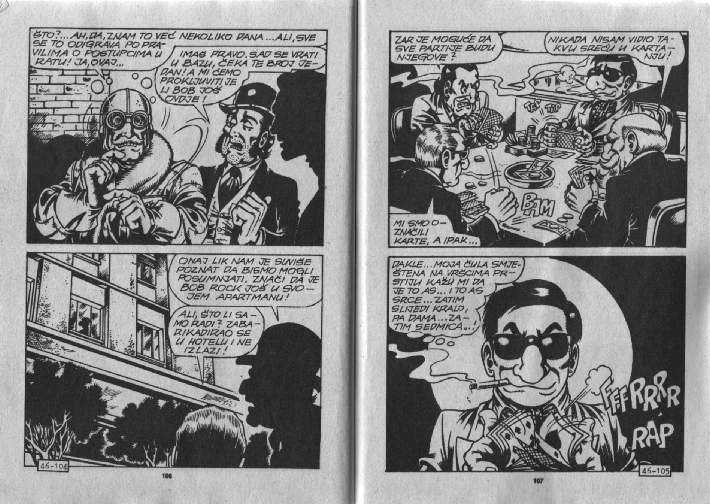 ŠTO?....AH, DA, ZNAM TO VEĆ NEKOLIKO DANA...ALI, SVE
SE TO ODIGRAVA PO PRA-
VILIMA O POSTUPCIMA U
RATU! JA, OVAJ...
IMAŠ PRAVO. SAD SE VRATI
U BAZU, ČEKA TE BROJ JE-
DAN! A MI ĆEMO
PROKLJUVITI JE
LI BOB JOŠ
OVDJE!
ONAJ LIK NAM JE SUVIŠE
POZNAT DA BISMO MOGLI
POSUMNJATI. ZNAČI DA JE
BOB ROCK JOŠ U SVO-
JEM APARTMANU!
ALI, ŠTO LI SA-
MO RADI? ZABA-
RIKADIRAO SE
U HOTELU I NE
IZLAZI!
46-104
106
ZAR JE MOGUĆE DA
SVE PARTIJE BUDU
NJEGOVE?
NIKADA NISAM VIDIO TA-
KVU SREĆU U KARTA-
NJU!
BAM
MI SMO O-
ZNAČILI
KARTE, A IPAK...
DAKLE...MOJA ČULA SMJE-
ŠTENA NA VRŠCIMA PR-
STIJU KAŽU MI DA
JE TO AS...I TO AS
SRCE...ZATIM
SLIJEDI KRALJ,
PA DAMA...ZA-
TIM SEDMICA...!
FFFRRRR
RAP
46-105
107